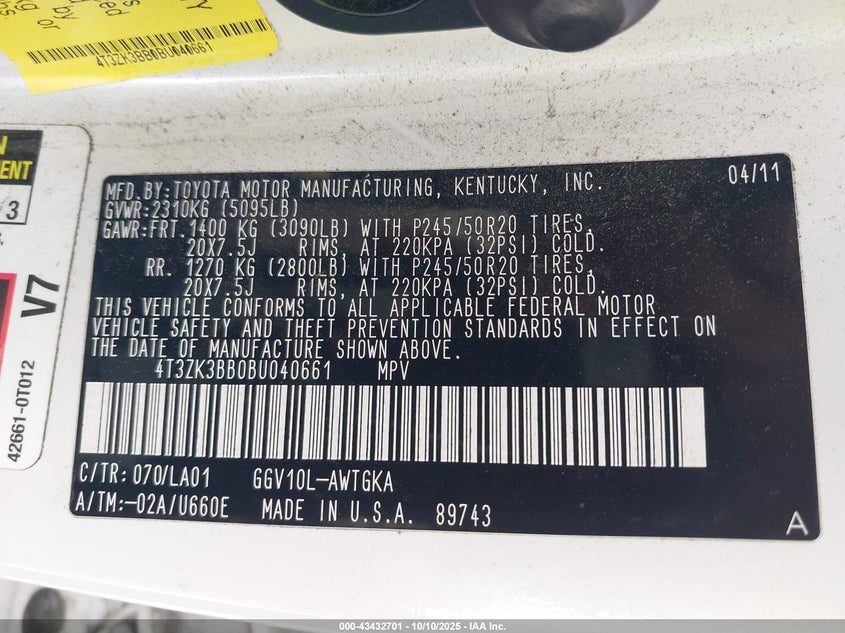 4T3ZK3BB0BU040661
MFD. BY: TOYOTA MOTOR MANUFACTURING, KENTUCKY, INC. 04/11
GVWR: 2310KG (5095LB)
GAWR: FRT. 1400 KG (3090LB) WITH P245/50R20 TIRES,
20X7.5J RIMS, AT 220KPA (32PSI) COLD.
RR. 1270 KG (2800LB) WITH P245/50R20 TIRES,
20X7.5J RIMS, AT 220KPA (32PSI) COLD.
THIS VEHICLE CONFORMS TO ALL APPLICABLE FEDERAL MOTOR
VEHICLE SAFETY AND THEFT PREVENTION STANDARDS IN EFFECT ON
THE DATE OF MANUFACTURE SHOWN ABOVE.
4T3ZK3BB0BU040661 MPV
C/TR: 070/LA01 GGV10L-AWTGKA
A/TM:-02A/U660E MADE IN U.S.A. 89743
A
V7
42661-0T012
000-43432701 - 10/10/2025 - IAA Inc.